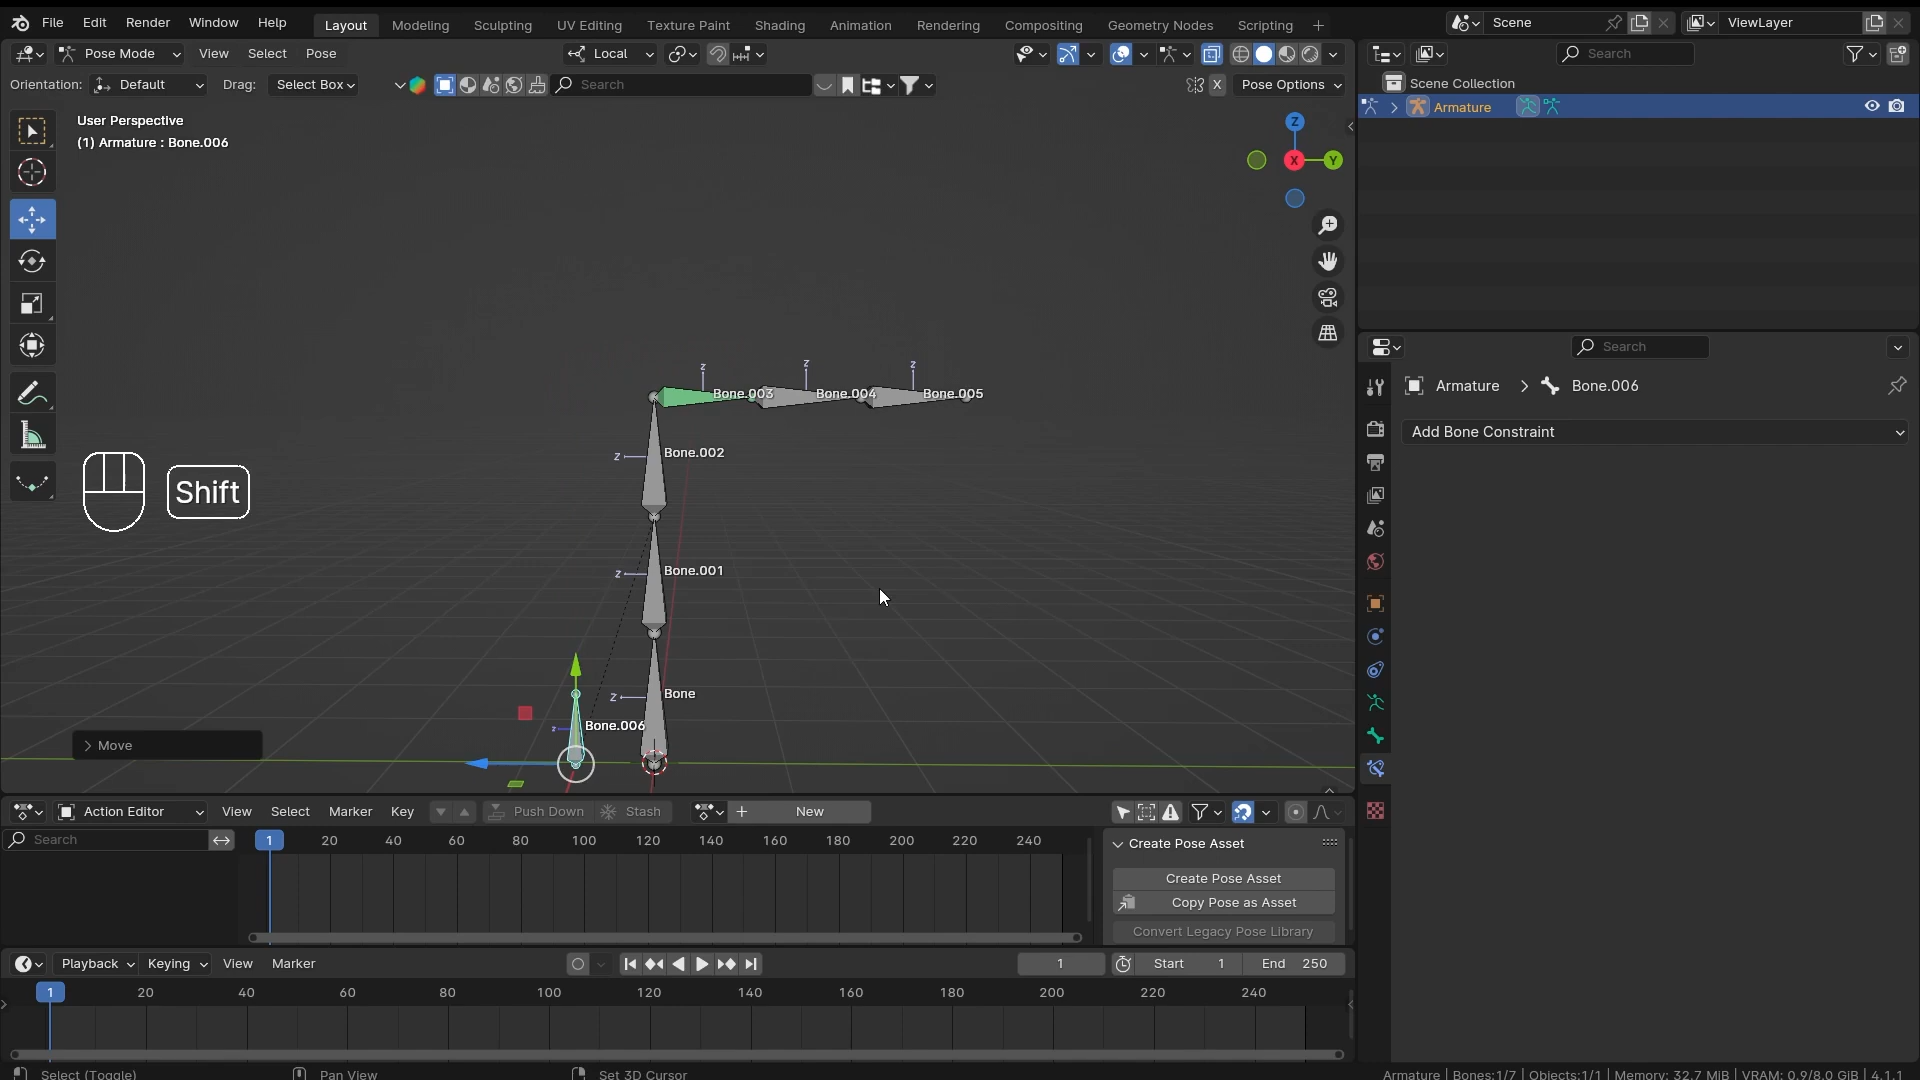 File Edit Render Window Help Layout Modeling Sculpting UV Editing Texture Paint Shading Animation Rendering Compositing Geometry Nodes Scripting + Scene ViewLayer
Pose Mode View Select Pose Local Search
Orientation: Default Drag: Select Box Search X Pose Options
Scene Collection
Armature
User Perspective
(1) Armature : Bone.006
Z
X
Y
Search
Armature > Bone.006
Add Bone Constraint
z z z
Bone.003 Bone.004 Bone.005
z Bone.002
z Bone.001
z Bone
z Bone.006
Shift
> Move
Action Editor View Select Marker Key Push Down Stash + New
Search 1 20 40 60 80 100 120 140 160 180 200 220 240
Create Pose Asset
Create Pose Asset
Copy Pose as Asset
Convert Legacy Pose Library
Playback Keying View Marker 1 Start 1 End 250
1 20 40 60 80 100 120 140 160 180 200 220 240
Select (Toggle) Pan View Set 3D Cursor Armature | Bones:1/7 | Objects:1/1 | Memory: 32.7 MiB | VRAM: 0.9/8.0 GiB | 4.1.1